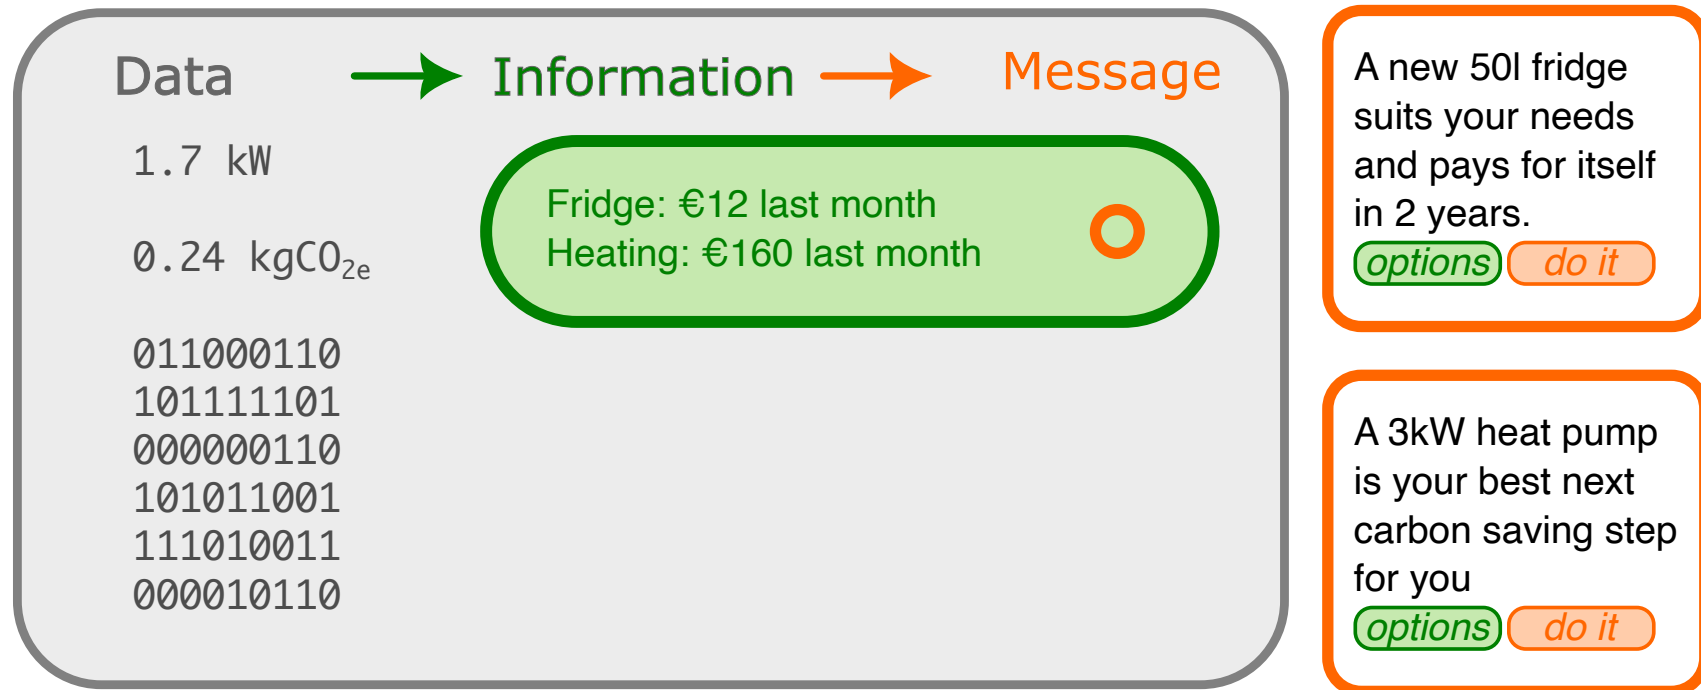 Data Information Message
1.7 kW
0.24 kgCO2e
011000110
101111101
000000110
101011001
111010011
000010110
Fridge: €12 last month
Heating: €160 last month
A new 50l fridge
suits your needs
and pays for itself
in 2 years.
options do it
A 3kW heat pump
is your best next
carbon saving step
for you
options do it